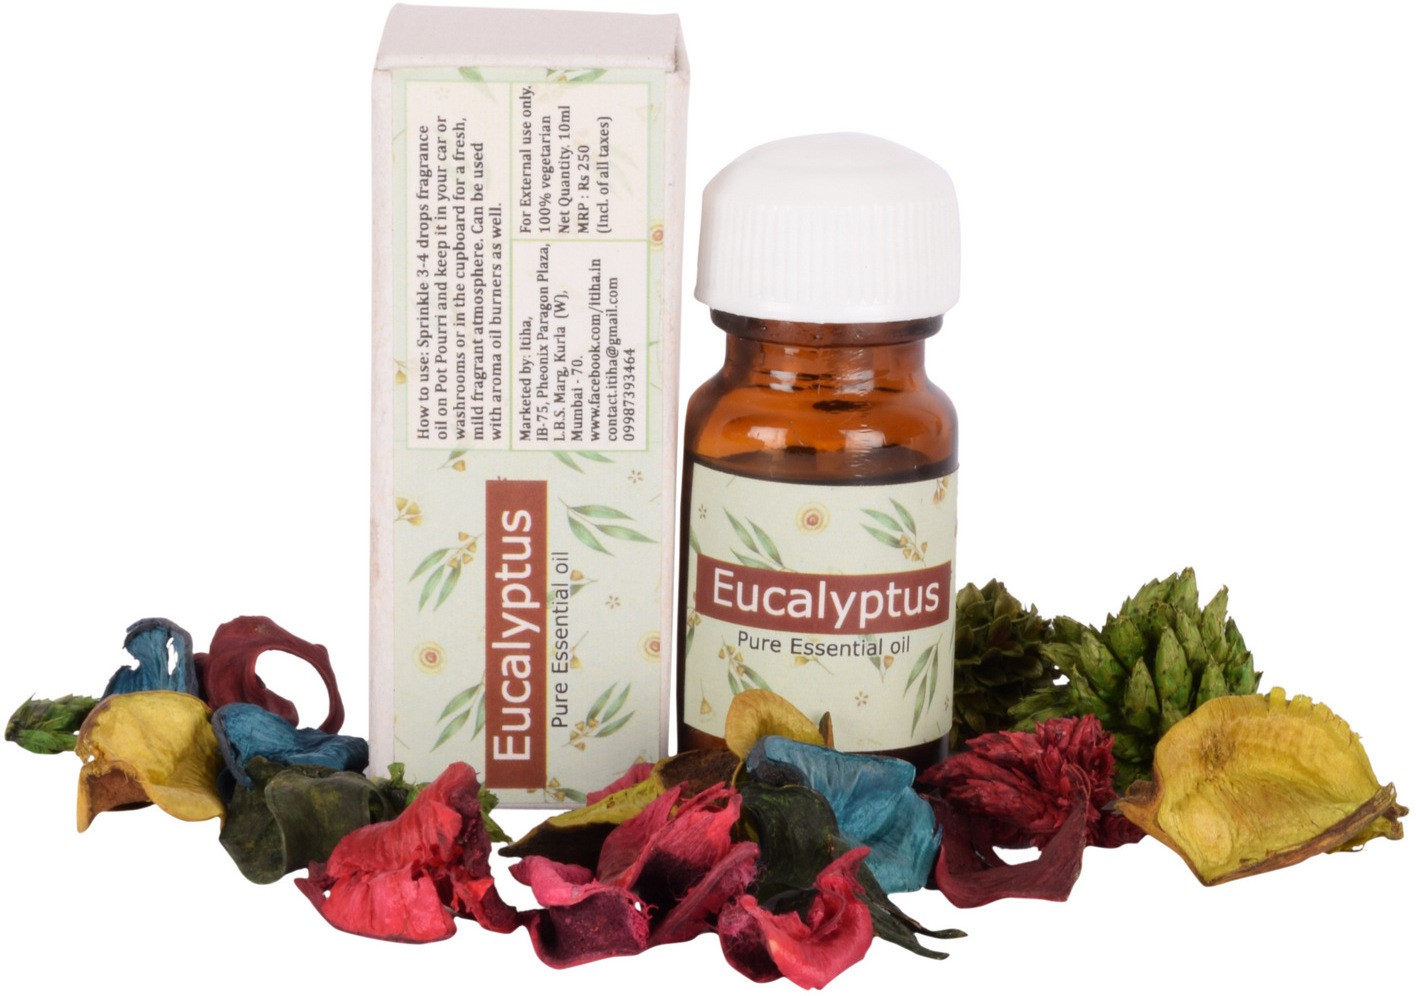 How to use: Sprinkle 3-4 drops fragrance
oil on Pot Pourri and keep it in your car or
washrooms or in the cupboard for a fresh,
mild fragrant atmosphere. Can be used
with aroma oil burners as well.
Marketed by: Itiha,
IB-75, Pheonix Paragon Plaza,
L.B.S. Marg, Kurla (W),
Mumbai - 70.
www.facebook.com/itiha.in
contact.itiha@gmail.com
09987393464
For External use only.
100% vegetarian
Net Quantity. 10ml
MRP : Rs 250
(Incl. of all taxes)
Eucalyptus
Pure Essential oil
Eucalyptus
Pure Essential oil